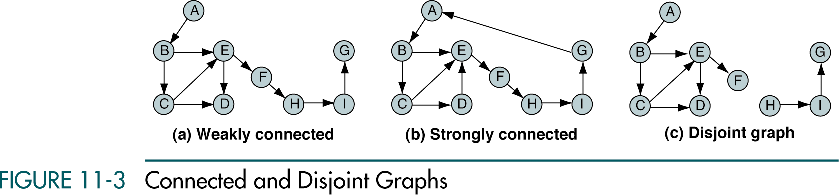 A
B E G
F
C D H I
(a) Weakly connected
A
B E G
F
C D H I
(b) Strongly connected
A
B E G
F
C D H I
(c) Disjoint graph
FIGURE 11-3 Connected and Disjoint Graphs